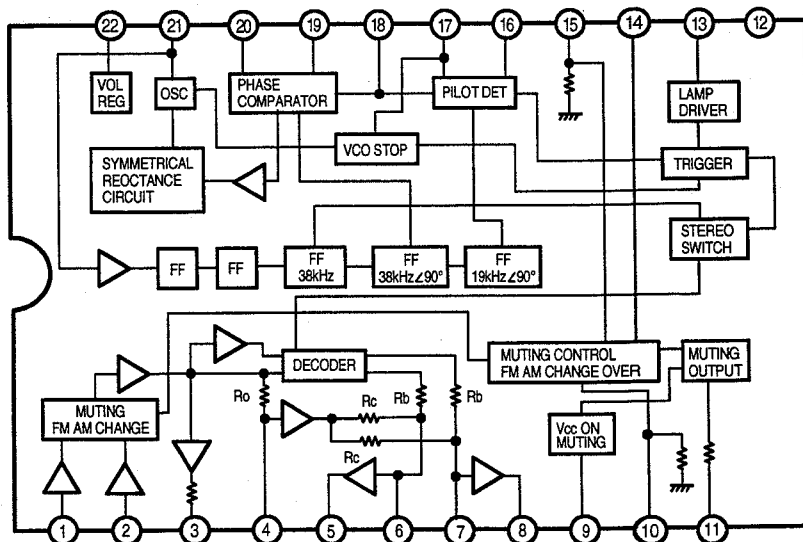 22 21 20 19 18 17 16 15 14 13 12
VOL
REG
OSC
PHASE
COMPARATOR
PILOT DET
LAMP
DRIVER
VCO STOP
TRIGGER
SYMMETRICAL
REOCTANCE
CIRCUIT
STEREO
SWITCH
FF
FF
FF
38kHz
FF
38kHz∠90°
FF
19kHz∠90°
DECODER
MUTING CONTROL
FM AM CHANGE OVER
MUTING
OUTPUT
Ro
Rc
Rb
Rb
MUTING
FM AM CHANGE
Vcc ON
MUTING
Rc
1 2 3 4 5 6 7 8 9 10 11